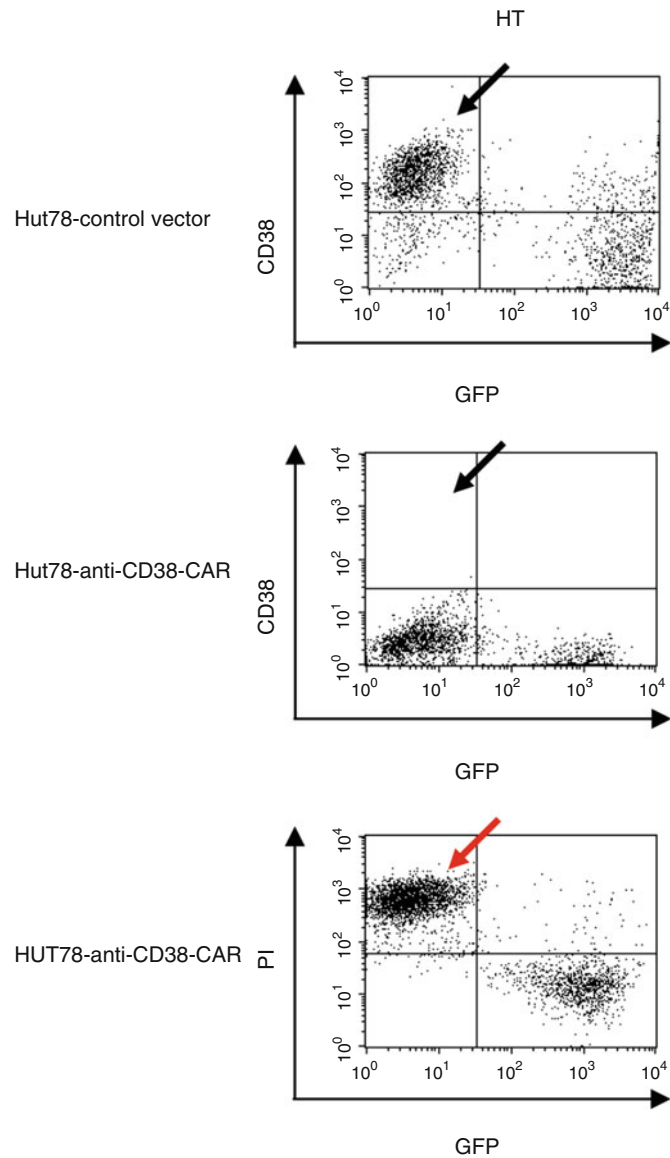 HT
Hut78-control vector
CD38
10^4
10^3
10^2
10^1
10^0
10^0 10^1 10^2 10^3 10^4
GFP
Hut78-anti-CD38-CAR
CD38
10^4
10^3
10^2
10^1
10^0
10^0 10^1 10^2 10^3 10^4
GFP
HUT78-anti-CD38-CAR
PI
10^4
10^3
10^2
10^1
10^0
10^0 10^1 10^2 10^3 10^4
GFP